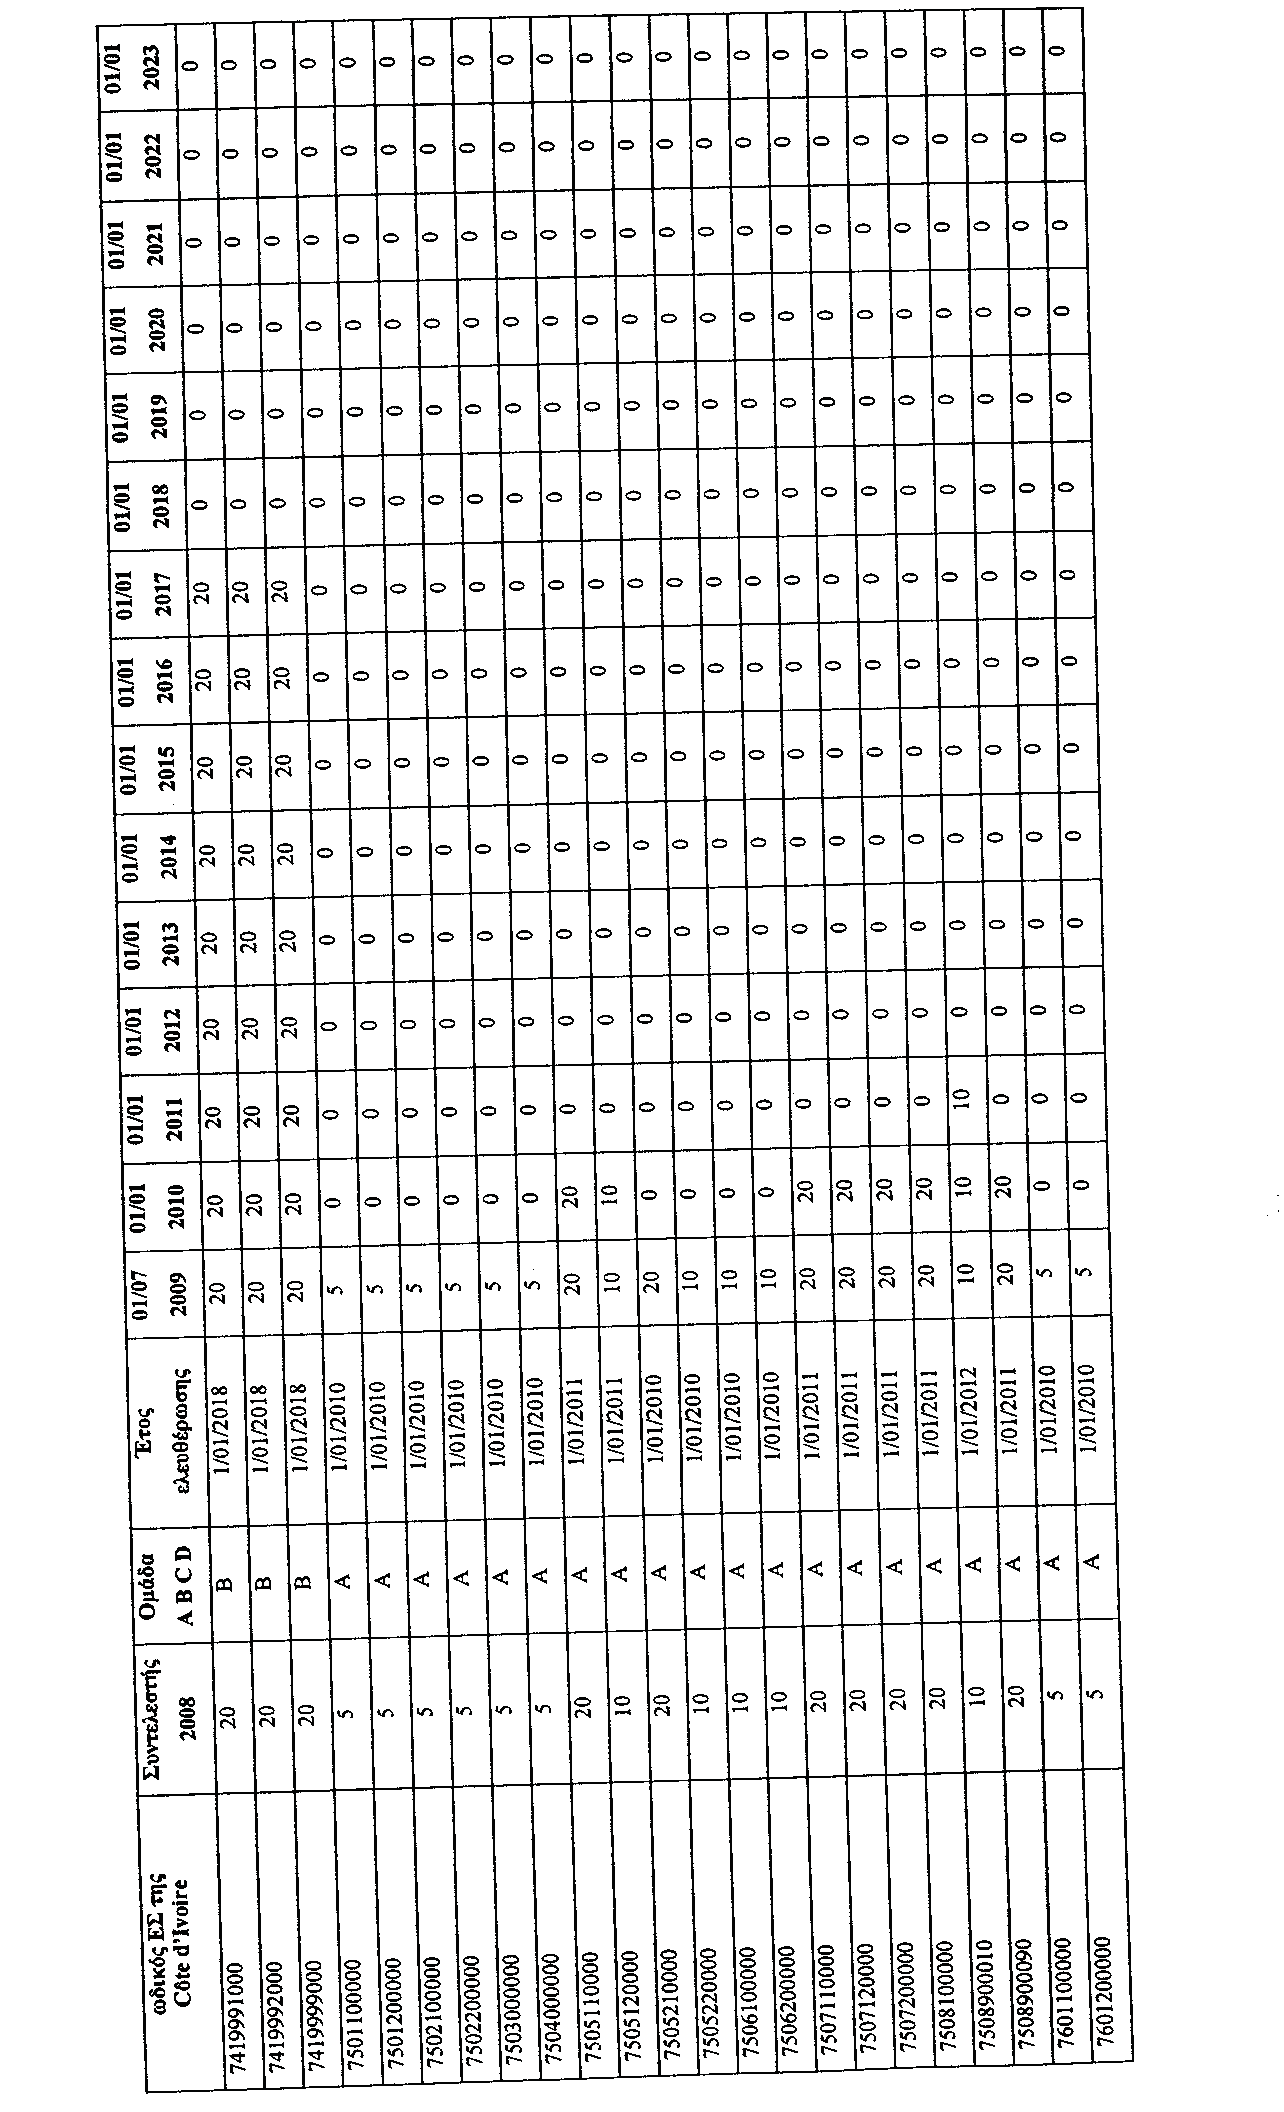 ωδικός ΕΣ της Côte d'Ivoire Συντελεστής 2008 Ομάδα A B C D Έτος ελευθέρωσης 01/07 2009 01/01 2010 01/01 2011 01/01 2012 01/01 2013 01/01 2014 01/01 2015 01/01 2016 01/01 2017 01/01 2018 01/01 2019 01/01 2020 01/01 2021 01/01 2022 01/01 2023
7419991000 20 B 1/01/2018 20 20 20 20 20 20 20 20 20 0 0 0 0 0 0
7419992000 20 B 1/01/2018 20 20 20 20 20 20 20 20 20 0 0 0 0 0 0
7419999000 20 B 1/01/2018 20 20 20 20 20 20 20 20 20 0 0 0 0 0 0
7501100000 5 A 1/01/2010 5 0 0 0 0 0 0 0 0 0 0 0 0 0 0
7501200000 5 A 1/01/2010 5 0 0 0 0 0 0 0 0 0 0 0 0 0 0
7502100000 5 A 1/01/2010 5 0 0 0 0 0 0 0 0 0 0 0 0 0 0
7502200000 5 A 1/01/2010 5 0 0 0 0 0 0 0 0 0 0 0 0 0 0
7503000000 5 A 1/01/2010 5 0 0 0 0 0 0 0 0 0 0 0 0 0 0
7504000000 5 A 1/01/2010 5 0 0 0 0 0 0 0 0 0 0 0 0 0 0
7505110000 20 A 1/01/2011 20 20 0 0 0 0 0 0 0 0 0 0 0 0 0
7505120000 10 A 1/01/2011 10 10 0 0 0 0 0 0 0 0 0 0 0 0 0
7505210000 20 A 1/01/2010 20 0 0 0 0 0 0 0 0 0 0 0 0 0 0
7505220000 10 A 1/01/2010 10 0 0 0 0 0 0 0 0 0 0 0 0 0 0
7506100000 10 A 1/01/2010 10 0 0 0 0 0 0 0 0 0 0 0 0 0 0
7506200000 10 A 1/01/2010 10 0 0 0 0 0 0 0 0 0 0 0 0 0 0
7507110000 20 A 1/01/2011 20 20 0 0 0 0 0 0 0 0 0 0 0 0 0
7507120000 20 A 1/01/2011 20 20 0 0 0 0 0 0 0 0 0 0 0 0 0
7507200000 20 A 1/01/2011 20 20 0 0 0 0 0 0 0 0 0 0 0 0 0
7508100000 20 A 1/01/2011 20 20 0 0 0 0 0 0 0 0 0 0 0 0 0
7508900010 10 A 1/01/2012 10 10 10 0 0 0 0 0 0 0 0 0 0 0 0
7508900090 20 A 1/01/2011 20 20 0 0 0 0 0 0 0 0 0 0 0 0 0
7601100000 5 A 1/01/2010 5 0 0 0 0 0 0 0 0 0 0 0 0 0 0
7601200000 5 A 1/01/2010 5 0 0 0 0 0 0 0 0 0 0 0 0 0 0